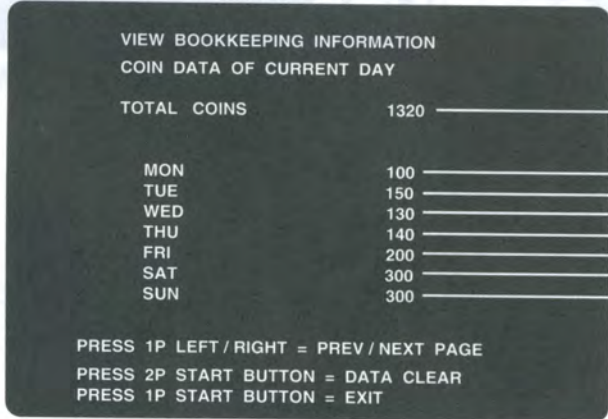 VIEW BOOKKEEPING INFORMATION
COIN DATA OF CURRENT DAY
TOTAL COINS 1320
MON 100
TUE 150
WED 130
THU 140
FRI 200
SAT 300
SUN 300
PRESS 1P LEFT / RIGHT = PREV / NEXT PAGE
PRESS 2P START BUTTON = DATA CLEAR
PRESS 1P START BUTTON = EXIT